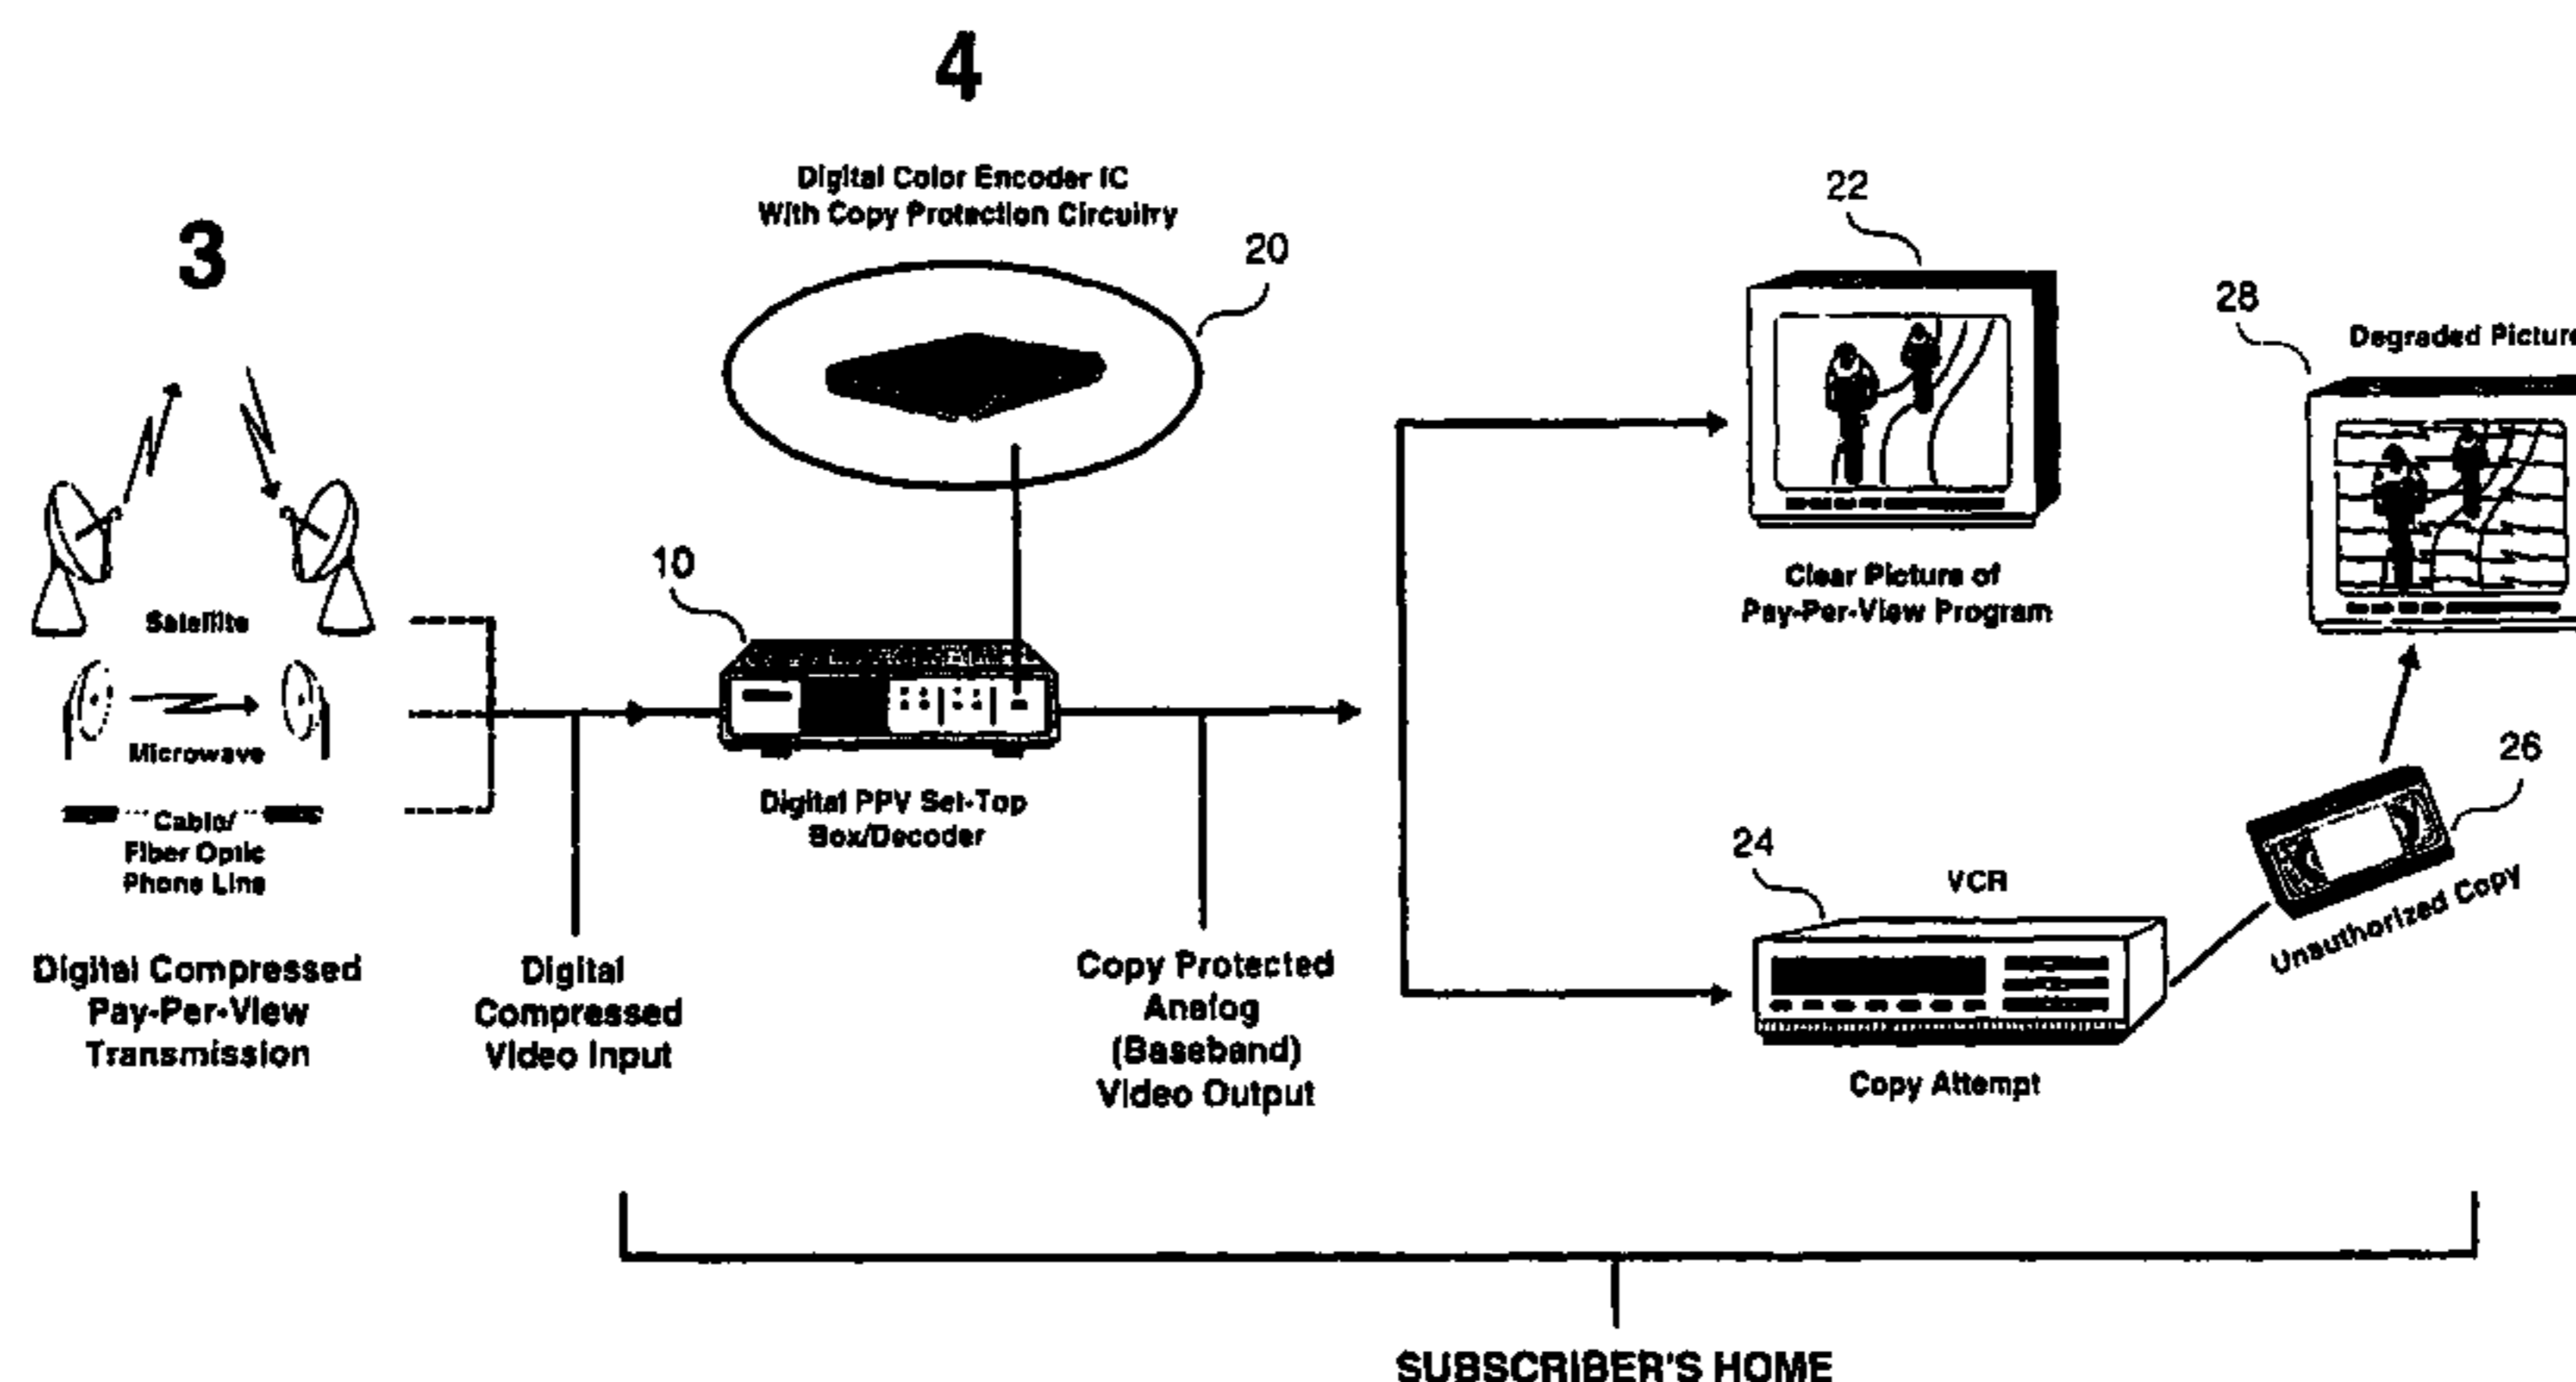 3
Satellite
Microwave
Cable/
Fiber Optic
Phone Line
Digital Compressed
Pay-Per-View
Transmission
Digital
Compressed
Video Input
4
Digital Color Encoder IC
With Copy Protection Circuitry
20
10
Digital PPV Set-Top
Box/Decoder
Copy Protected
Analog
(Baseband)
Video Output
22
Clear Picture of
Pay-Per-View Program
24
VCR
Copy Attempt
26
Unauthorized Copy
28
Degraded Picture
SUBSCRIBER'S HOME